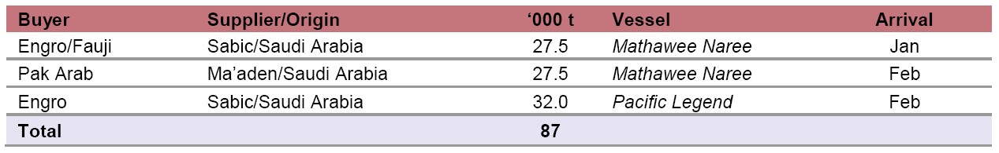 Buyer Supplier/Origin ‘000 t Vessel Arrival
Engro/Fauji Sabic/Saudi Arabia 27.5 Mathawee Naree Jan
Pak Arab Ma’aden/Saudi Arabia 27.5 Mathawee Naree Feb
Engro Sabic/Saudi Arabia 32.0 Pacific Legend Feb
Total 87